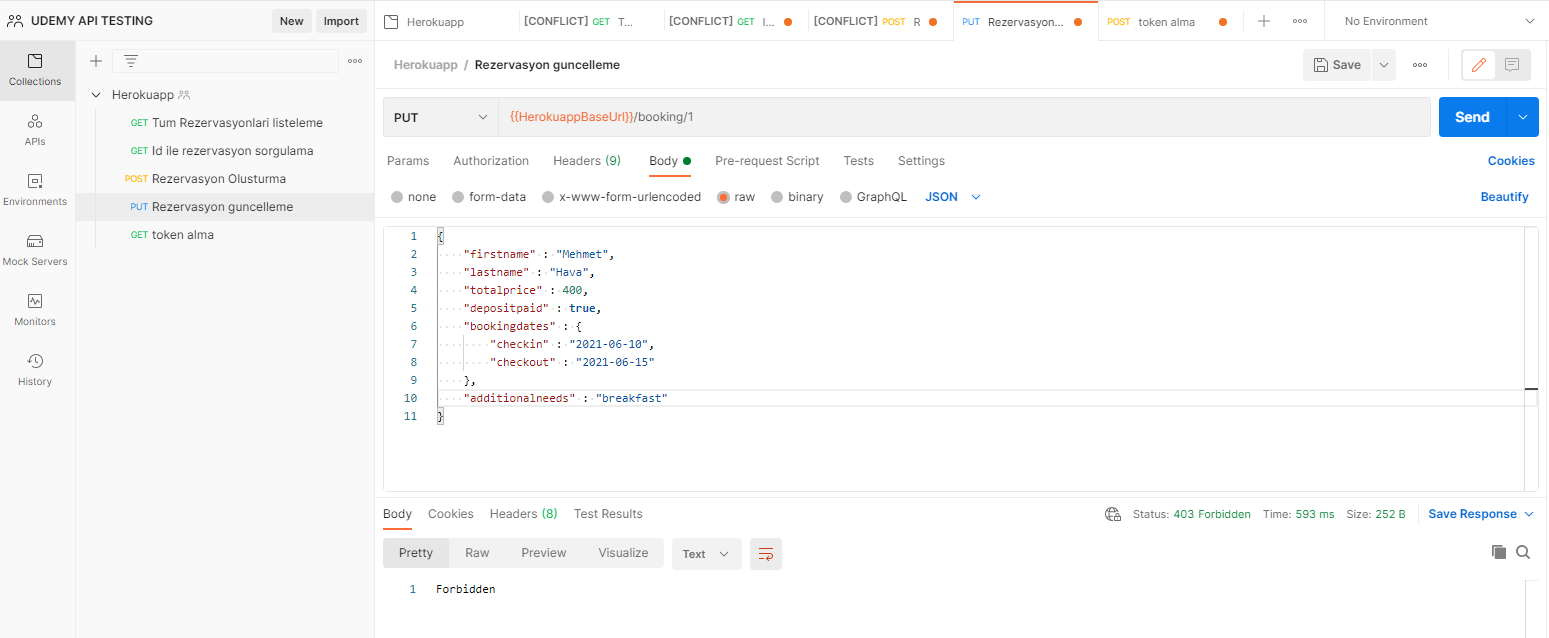 UDEMY API TESTING
New
Import
Herokuapp
[CONFLICT] GET T...
[CONFLICT] GET I...
[CONFLICT] POST R
PUT Rezervasyon...
POST token alma
No Environment
Collections
APIs
Environments
Mock Servers
Monitors
History
Herokuapp
GET Tum Rezervasyonlari listeleme
GET Id ile rezervasyon sorgulama
POST Rezervasyon Olusturma
PUT Rezervasyon guncelleme
GET token alma
Herokuapp / Rezervasyon guncelleme
Save
PUT
{{HerokuappBaseUrl}}/booking/1
Send
Params
Authorization
Headers (9)
Body
Pre-request Script
Tests
Settings
Cookies
none
form-data
x-www-form-urlencoded
raw
binary
GraphQL
JSON
Beautify
1 {
2 "firstname" : "Mehmet",
3 "lastname" : "Hava",
4 "totalprice" : 400,
5 "depositpaid" : true,
6 "bookingdates" : {
7 "checkin" : "2021-06-10",
8 "checkout" : "2021-06-15"
9 },
10 "additionalneeds" : "breakfast"
11 }
Body
Cookies
Headers (8)
Test Results
Status: 403 Forbidden
Time: 593 ms
Size: 252 B
Save Response
Pretty
Raw
Preview
Visualize
Text
1 Forbidden